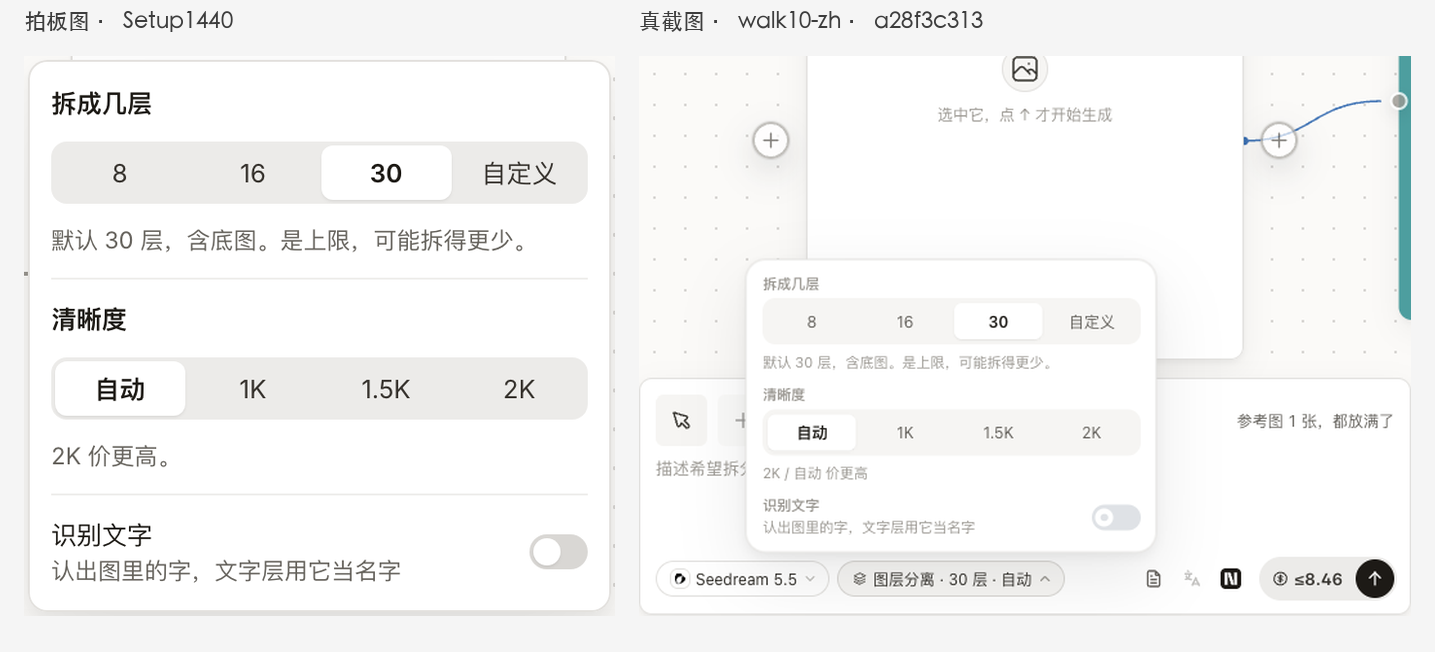 拍板图 · Setup1440
拆成几层
8 16 30 自定义
默认 30 层，含底图。是上限，可能拆得更少。
清晰度
自动 1K 1.5K 2K
2K 价更高。
识别文字
认出图里的字，文字层用它当名字
真截图 · walk10-zh · a28f3c313
选中它，点 ↑ 才开始生成
拆成几层
8 16 30 自定义
默认 30 层，含底图。是上限，可能拆得更少。
清晰度
自动 1K 1.5K 2K
2K / 自动 价更高
识别文字
认出图里的字，文字层用它当名字
参考图 1 张，都放满了
描述希望拆分
Seedream 5.5 图层分离 · 30 层 · 自动 ≤8.46